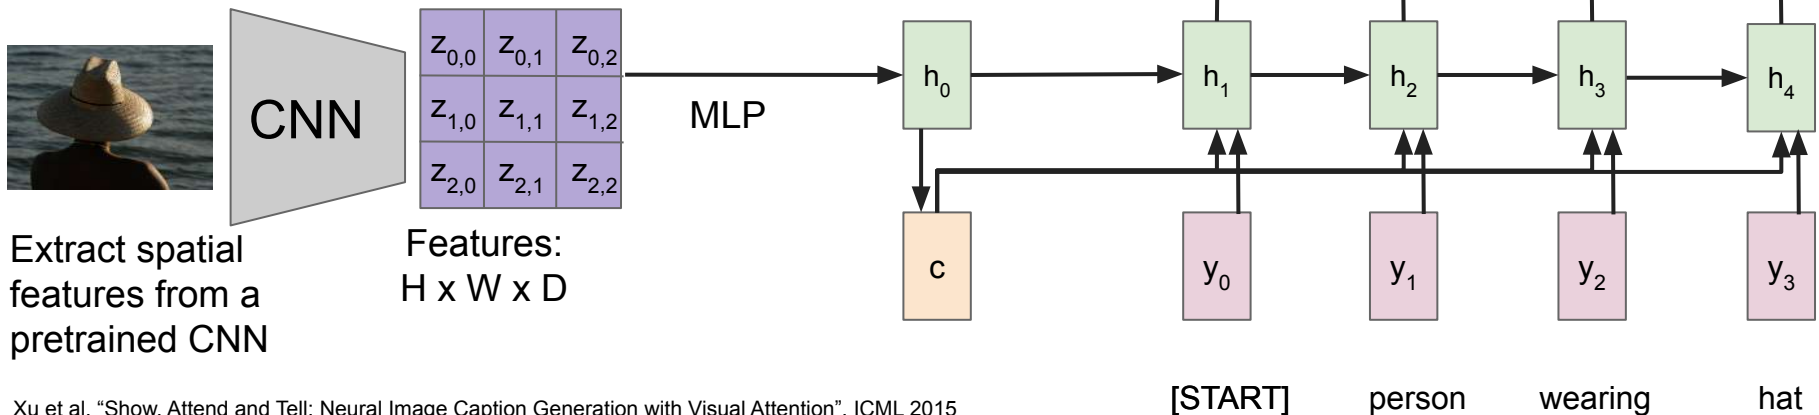 z0,0 z0,1 z0,2
z1,0 z1,1 z1,2
z2,0 z2,1 z2,2
CNN
MLP
h0 h1 h2 h3 h4
c y0 y1 y2 y3
Extract spatial
features from a
pretrained CNN
Features:
H x W x D
[START] person wearing hat
Xu et al, “Show, Attend and Tell: Neural Image Caption Generation with Visual Attention”, ICML 2015